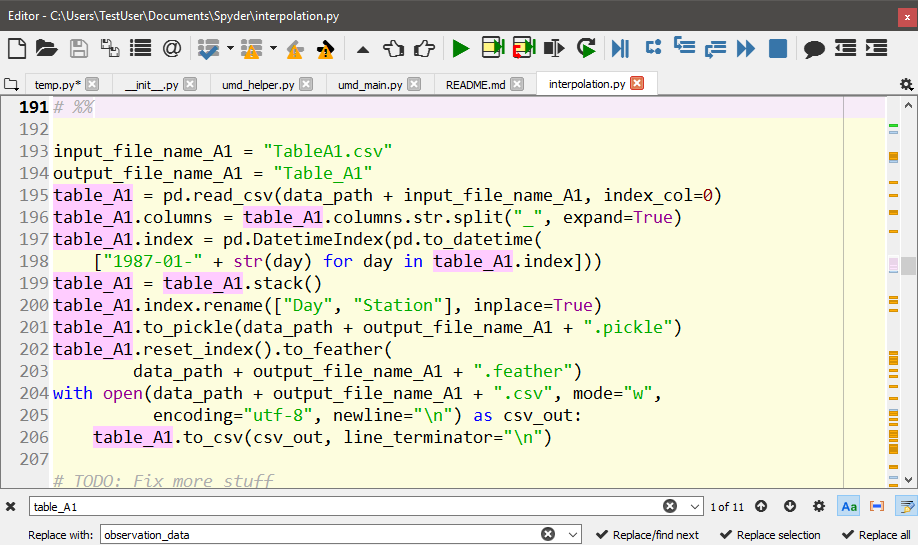 Editor - C:\Users\TestUser\Documents\Spyder\interpolation.py
x
@
temp.py* __init__.py umd_helper.py umd_main.py README.md interpolation.py
191 # %%
192
193 input_file_name_A1 = "TableA1.csv"
194 output_file_name_A1 = "Table_A1"
195 table_A1 = pd.read_csv(data_path + input_file_name_A1, index_col=0)
196 table_A1.columns = table_A1.columns.str.split("_", expand=True)
197 table_A1.index = pd.DatetimeIndex(pd.to_datetime(
198     ["1987-01-" + str(day) for day in table_A1.index]))
199 table_A1 = table_A1.stack()
200 table_A1.index.rename(["Day", "Station"], inplace=True)
201 table_A1.to_pickle(data_path + output_file_name_A1 + ".pickle")
202 table_A1.reset_index().to_feather(
203         data_path + output_file_name_A1 + ".feather")
204 with open(data_path + output_file_name_A1 + ".csv", mode="w",
205           encoding="utf-8", newline="\n") as csv_out:
206     table_A1.to_csv(csv_out, line_terminator="\n")
207
# TODO: Fix more stuff
table_A1 1 of 11 Aa
Replace with: observation_data Replace/find next Replace selection Replace all